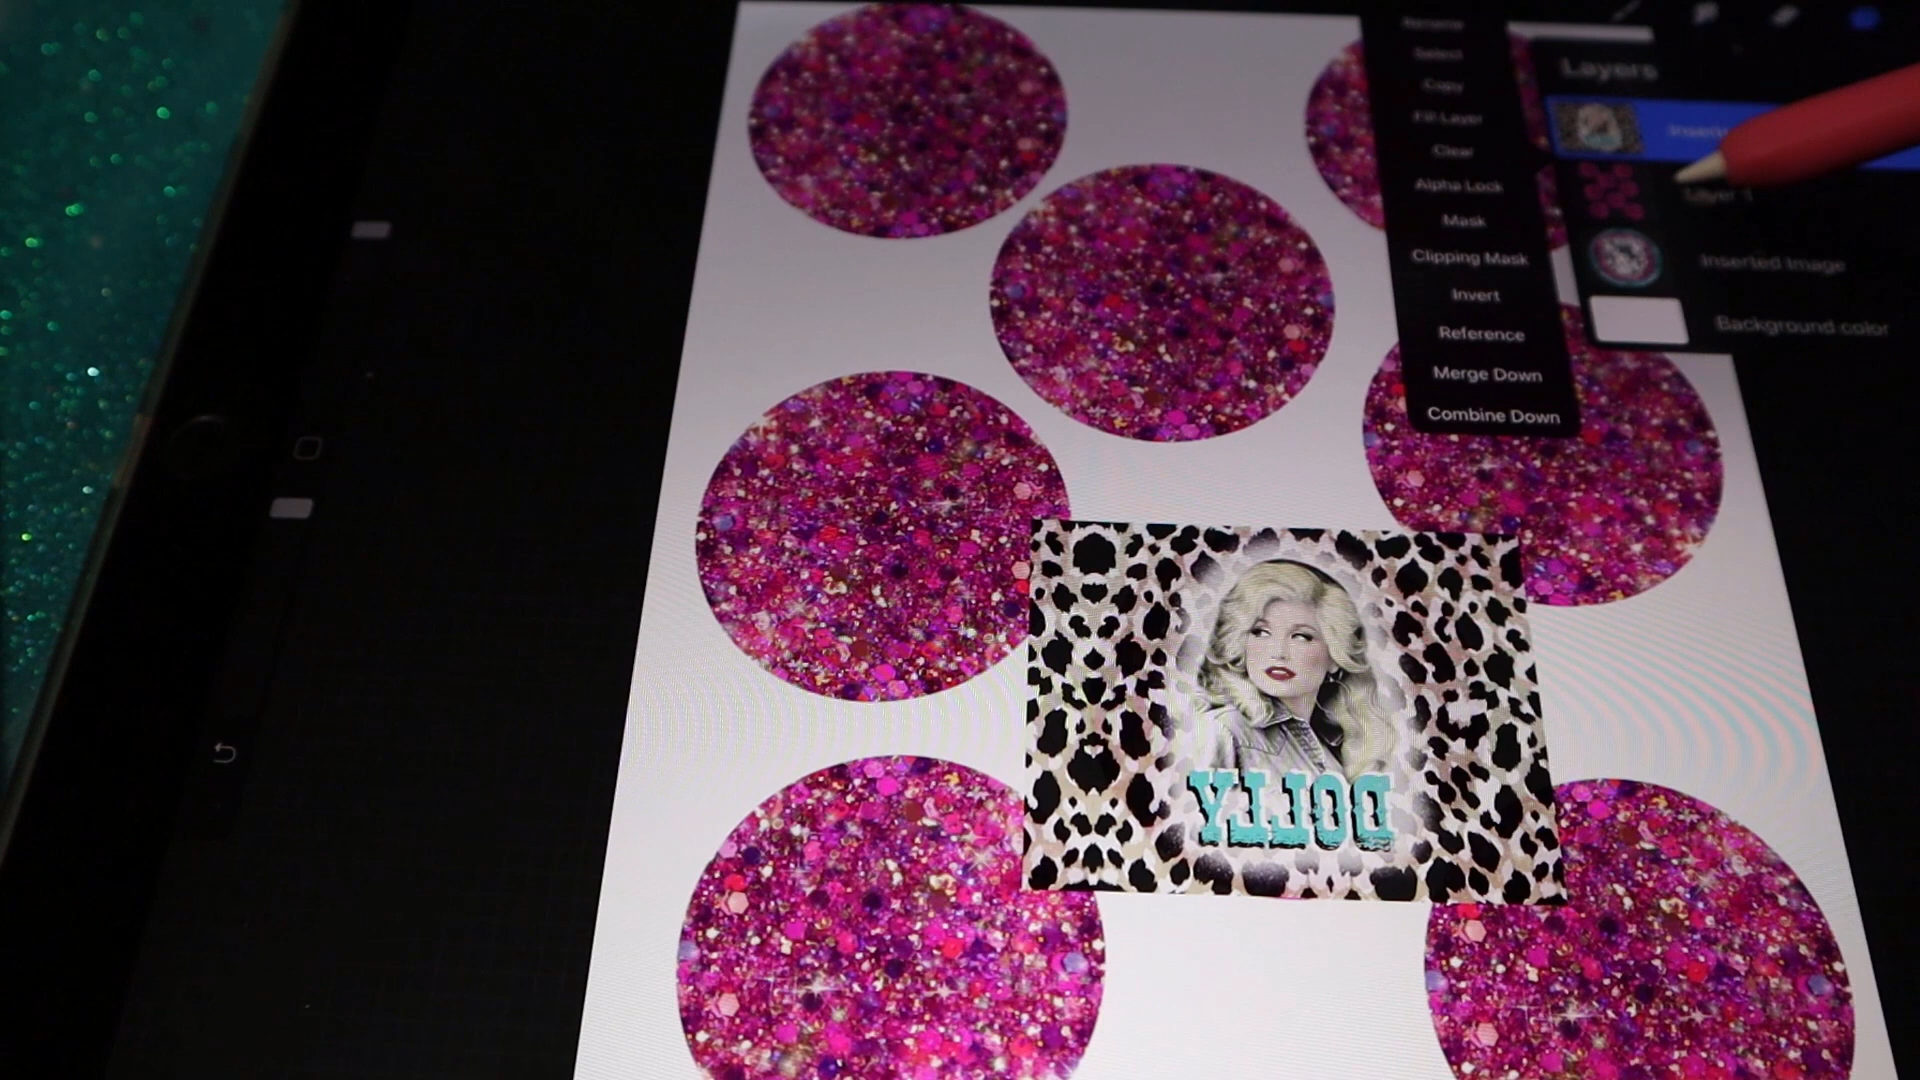 Rename
Select
Copy
Fill Layer
Clear
Alpha Lock
Mask
Clipping Mask
Invert
Reference
Merge Down
Combine Down
Layers
Layer 1
Inserted Image
Background color
DOLLY